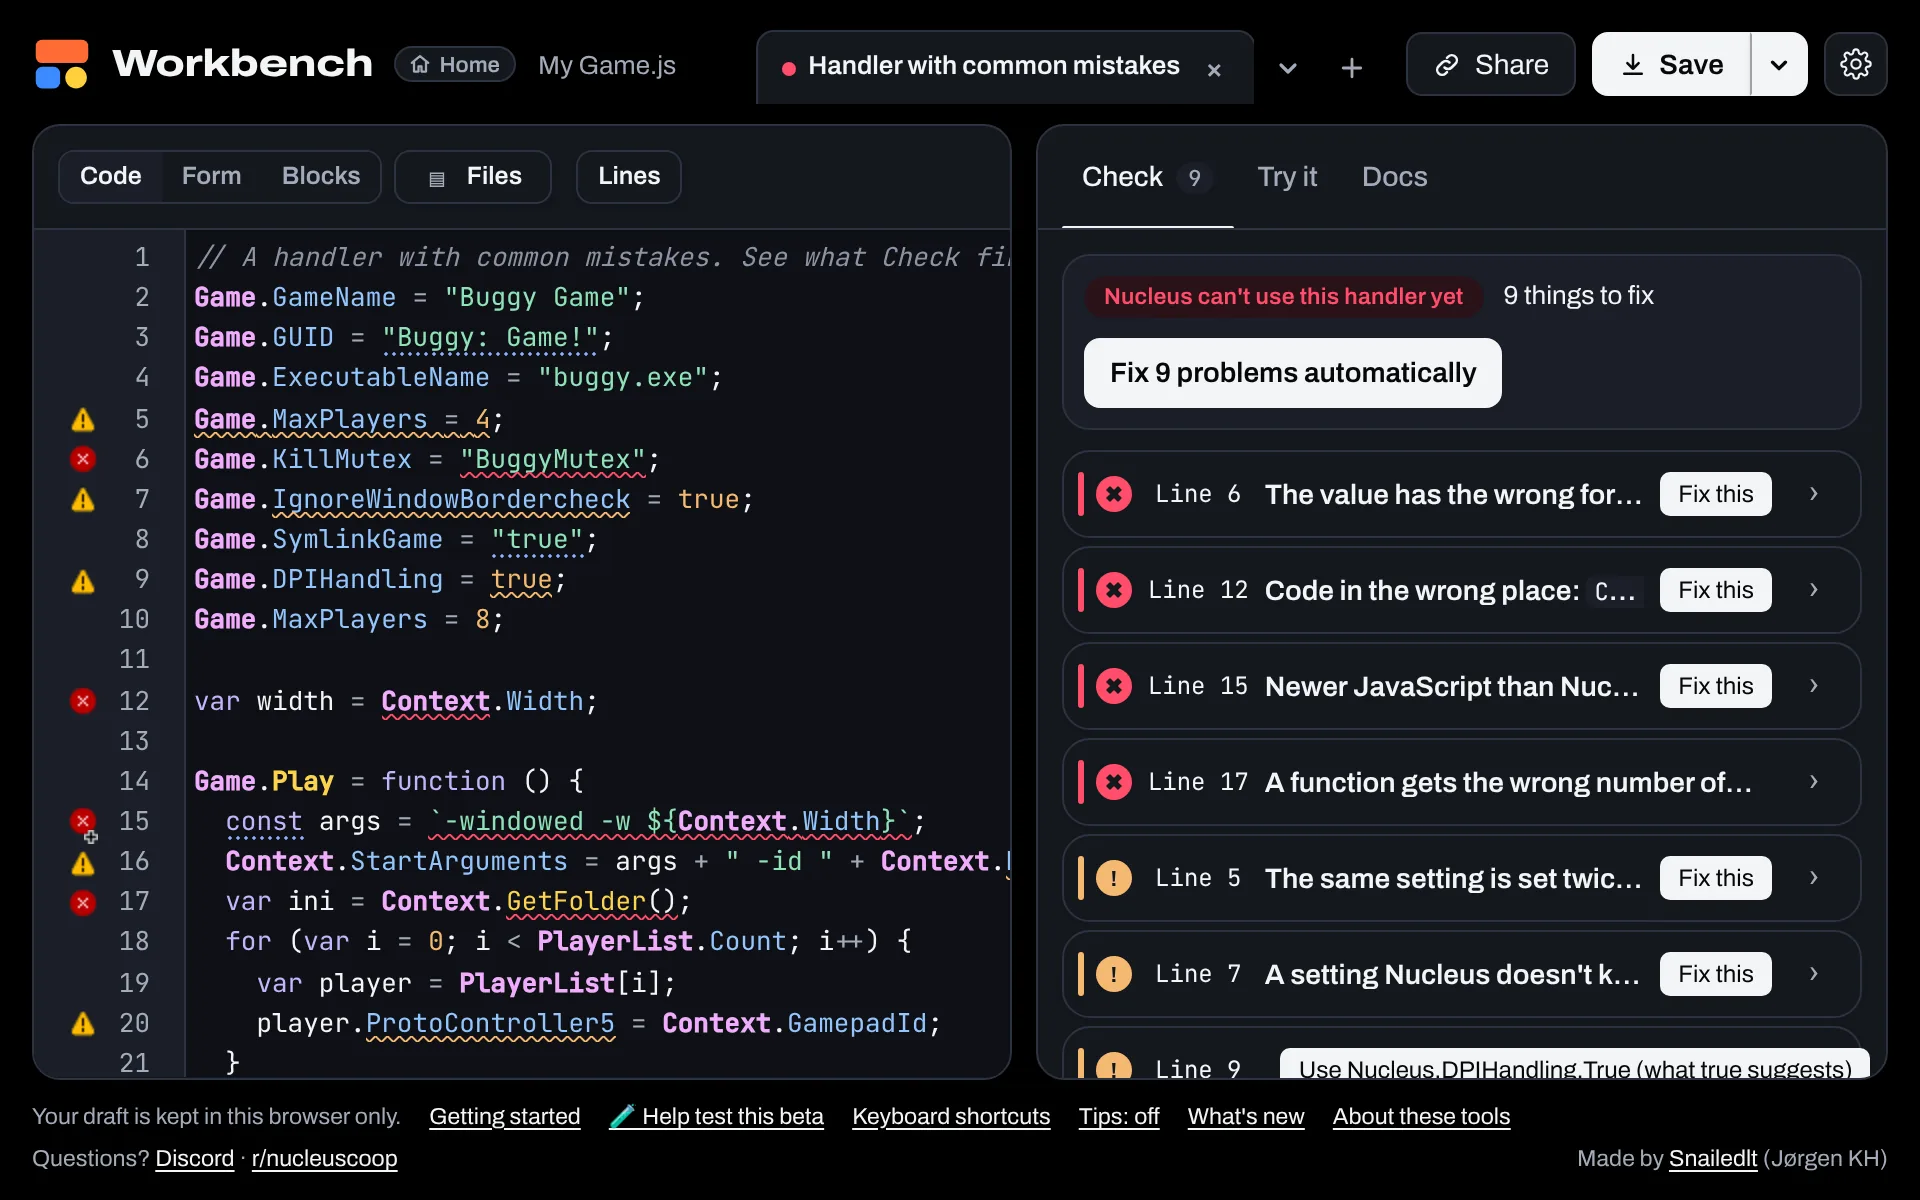 Workbench
Home
My Game.js
Handler with common mistakes
Share
Save
Code
Form
Blocks
Files
Lines
1 // A handler with common mistakes. See what Check
2 Game.GameName = "Buggy Game";
3 Game.GUID = "Buggy: Game!";
4 Game.ExecutableName = "buggy.exe";
5 Game.MaxPlayers = 4;
6 Game.KillMutex = "BuggyMutex";
7 Game.IgnoreWindowBordercheck = true;
8 Game.SymlinkGame = "true";
9 Game.DPIHandling = true;
10 Game.MaxPlayers = 8;
11
12 var width = Context.Width;
13
14 Game.Play = function () {
15 const args = `-windowed -w ${Context.Width}`;
16 Context.StartArguments = args + " -id " + Context.
17 var ini = Context.GetFolder();
18 for (var i = 0; i < PlayerList.Count; i++) {
19 var player = PlayerList[i];
20 player.ProtoController5 = Context.GamepadId;
21 }
Check 9
Try it
Docs
Nucleus can't use this handler yet
9 things to fix
Fix 9 problems automatically
Line 6 The value has the wrong for… Fix this
Line 12 Code in the wrong place: C… Fix this
Line 15 Newer JavaScript than Nuc… Fix this
Line 17 A function gets the wrong number of…
Line 5 The same setting is set twic… Fix this
Line 7 A setting Nucleus doesn't k… Fix this
Line 9 Use Nucleus.DPIHandling.True (what true suggests)
Your draft is kept in this browser only.
Getting started
Help test this beta
Keyboard shortcuts
Tips: off
What's new
About these tools
Questions? Discord · r/nucleuscoop
Made by Snailedlt (Jørgen KH)